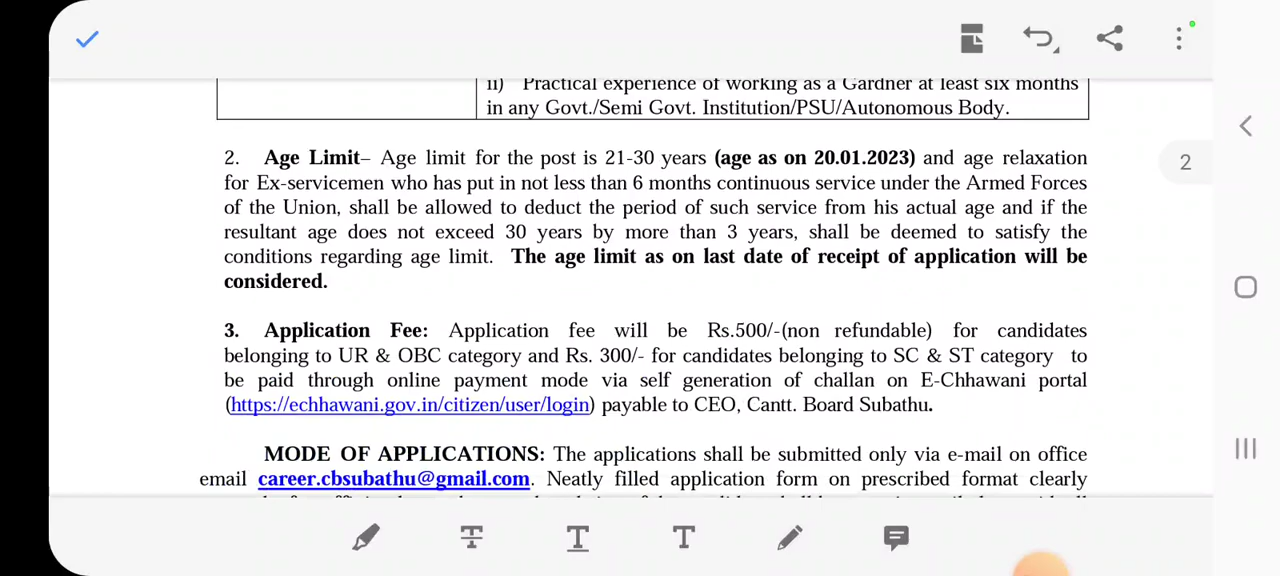 ii) Practical experience of working as a Gardner at least six months
in any Govt./Semi Govt. Institution/PSU/Autonomous Body.
2. Age Limit– Age limit for the post is 21-30 years (age as on 20.01.2023) and age relaxation
for Ex-servicemen who has put in not less than 6 months continuous service under the Armed Forces
of the Union, shall be allowed to deduct the period of such service from his actual age and if the
resultant age does not exceed 30 years by more than 3 years, shall be deemed to satisfy the
conditions regarding age limit. The age limit as on last date of receipt of application will be
considered.
2
3. Application Fee: Application fee will be Rs.500/-(non refundable) for candidates
belonging to UR & OBC category and Rs. 300/- for candidates belonging to SC & ST category to
be paid through online payment mode via self generation of challan on E-Chhawani portal
(https://echhawani.gov.in/citizen/user/login) payable to CEO, Cantt. Board Subathu.
MODE OF APPLICATIONS: The applications shall be submitted only via e-mail on office
email career.cbsubathu@gmail.com. Neatly filled application form on prescribed format clearly